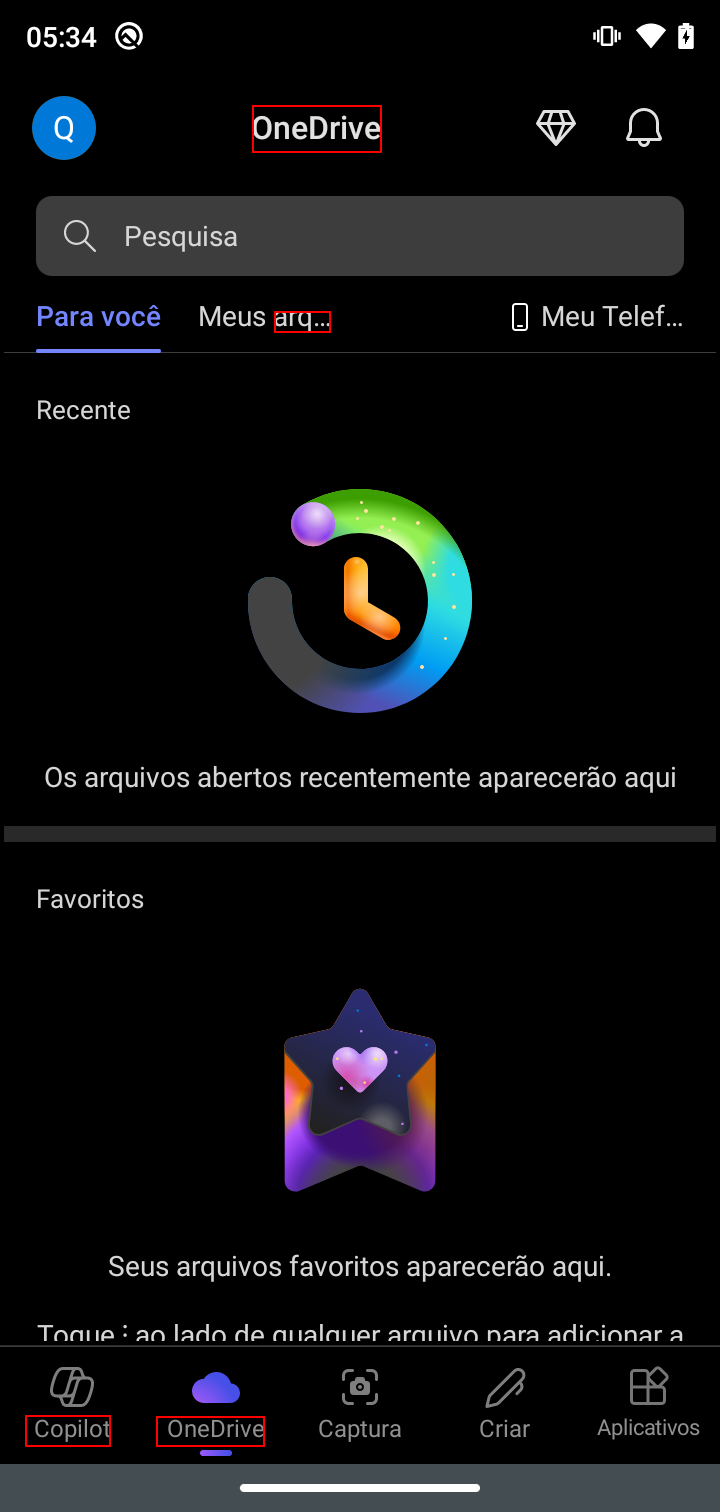 05:34
Q
OneDrive
Pesquisa
Para você
Meus arq...
Meu Telef...
Recente
Os arquivos abertos recentemente aparecerão aqui
Favoritos
Seus arquivos favoritos aparecerão aqui.
Toque ⋮ ao lado de qualquer arquivo para adicionar a
Copilot
OneDrive
Captura
Criar
Aplicativos